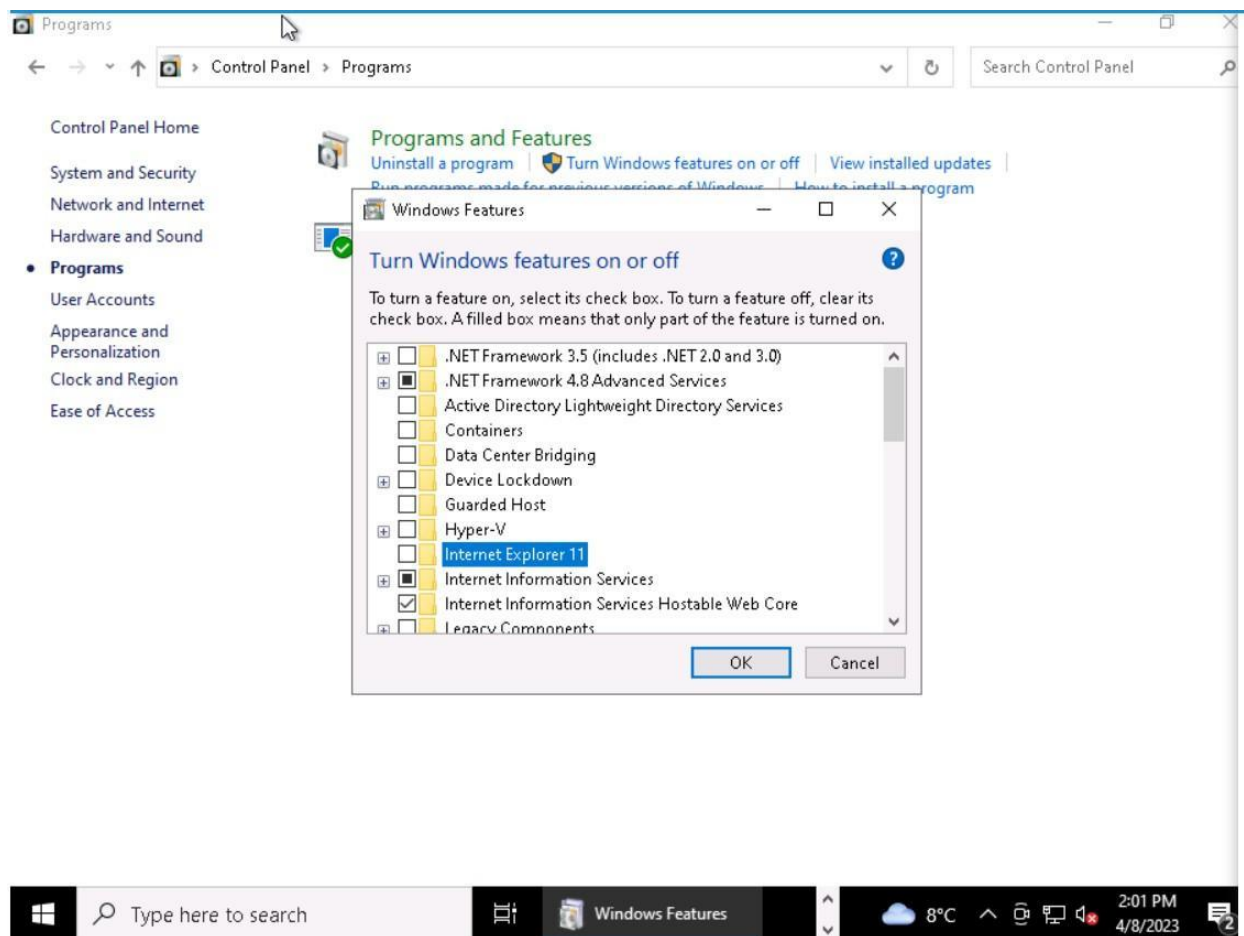 Programs
Control Panel > Programs
Search Control Panel
Control Panel Home
System and Security
Network and Internet
Hardware and Sound
Programs
User Accounts
Appearance and
Personalization
Clock and Region
Ease of Access
Programs and Features
Uninstall a program
Turn Windows features on or off
View installed updates
Run programs made for previous versions of Windows
How to install a program
Windows Features
Turn Windows features on or off
To turn a feature on, select its check box. To turn a feature off, clear its
check box. A filled box means that only part of the feature is turned on.
.NET Framework 3.5 (includes .NET 2.0 and 3.0)
.NET Framework 4.8 Advanced Services
Active Directory Lightweight Directory Services
Containers
Data Center Bridging
Device Lockdown
Guarded Host
Hyper-V
Internet Explorer 11
Internet Information Services
Internet Information Services Hostable Web Core
Legacy Components
OK
Cancel
Type here to search
Windows Features
8°C
2:01 PM
4/8/2023
2